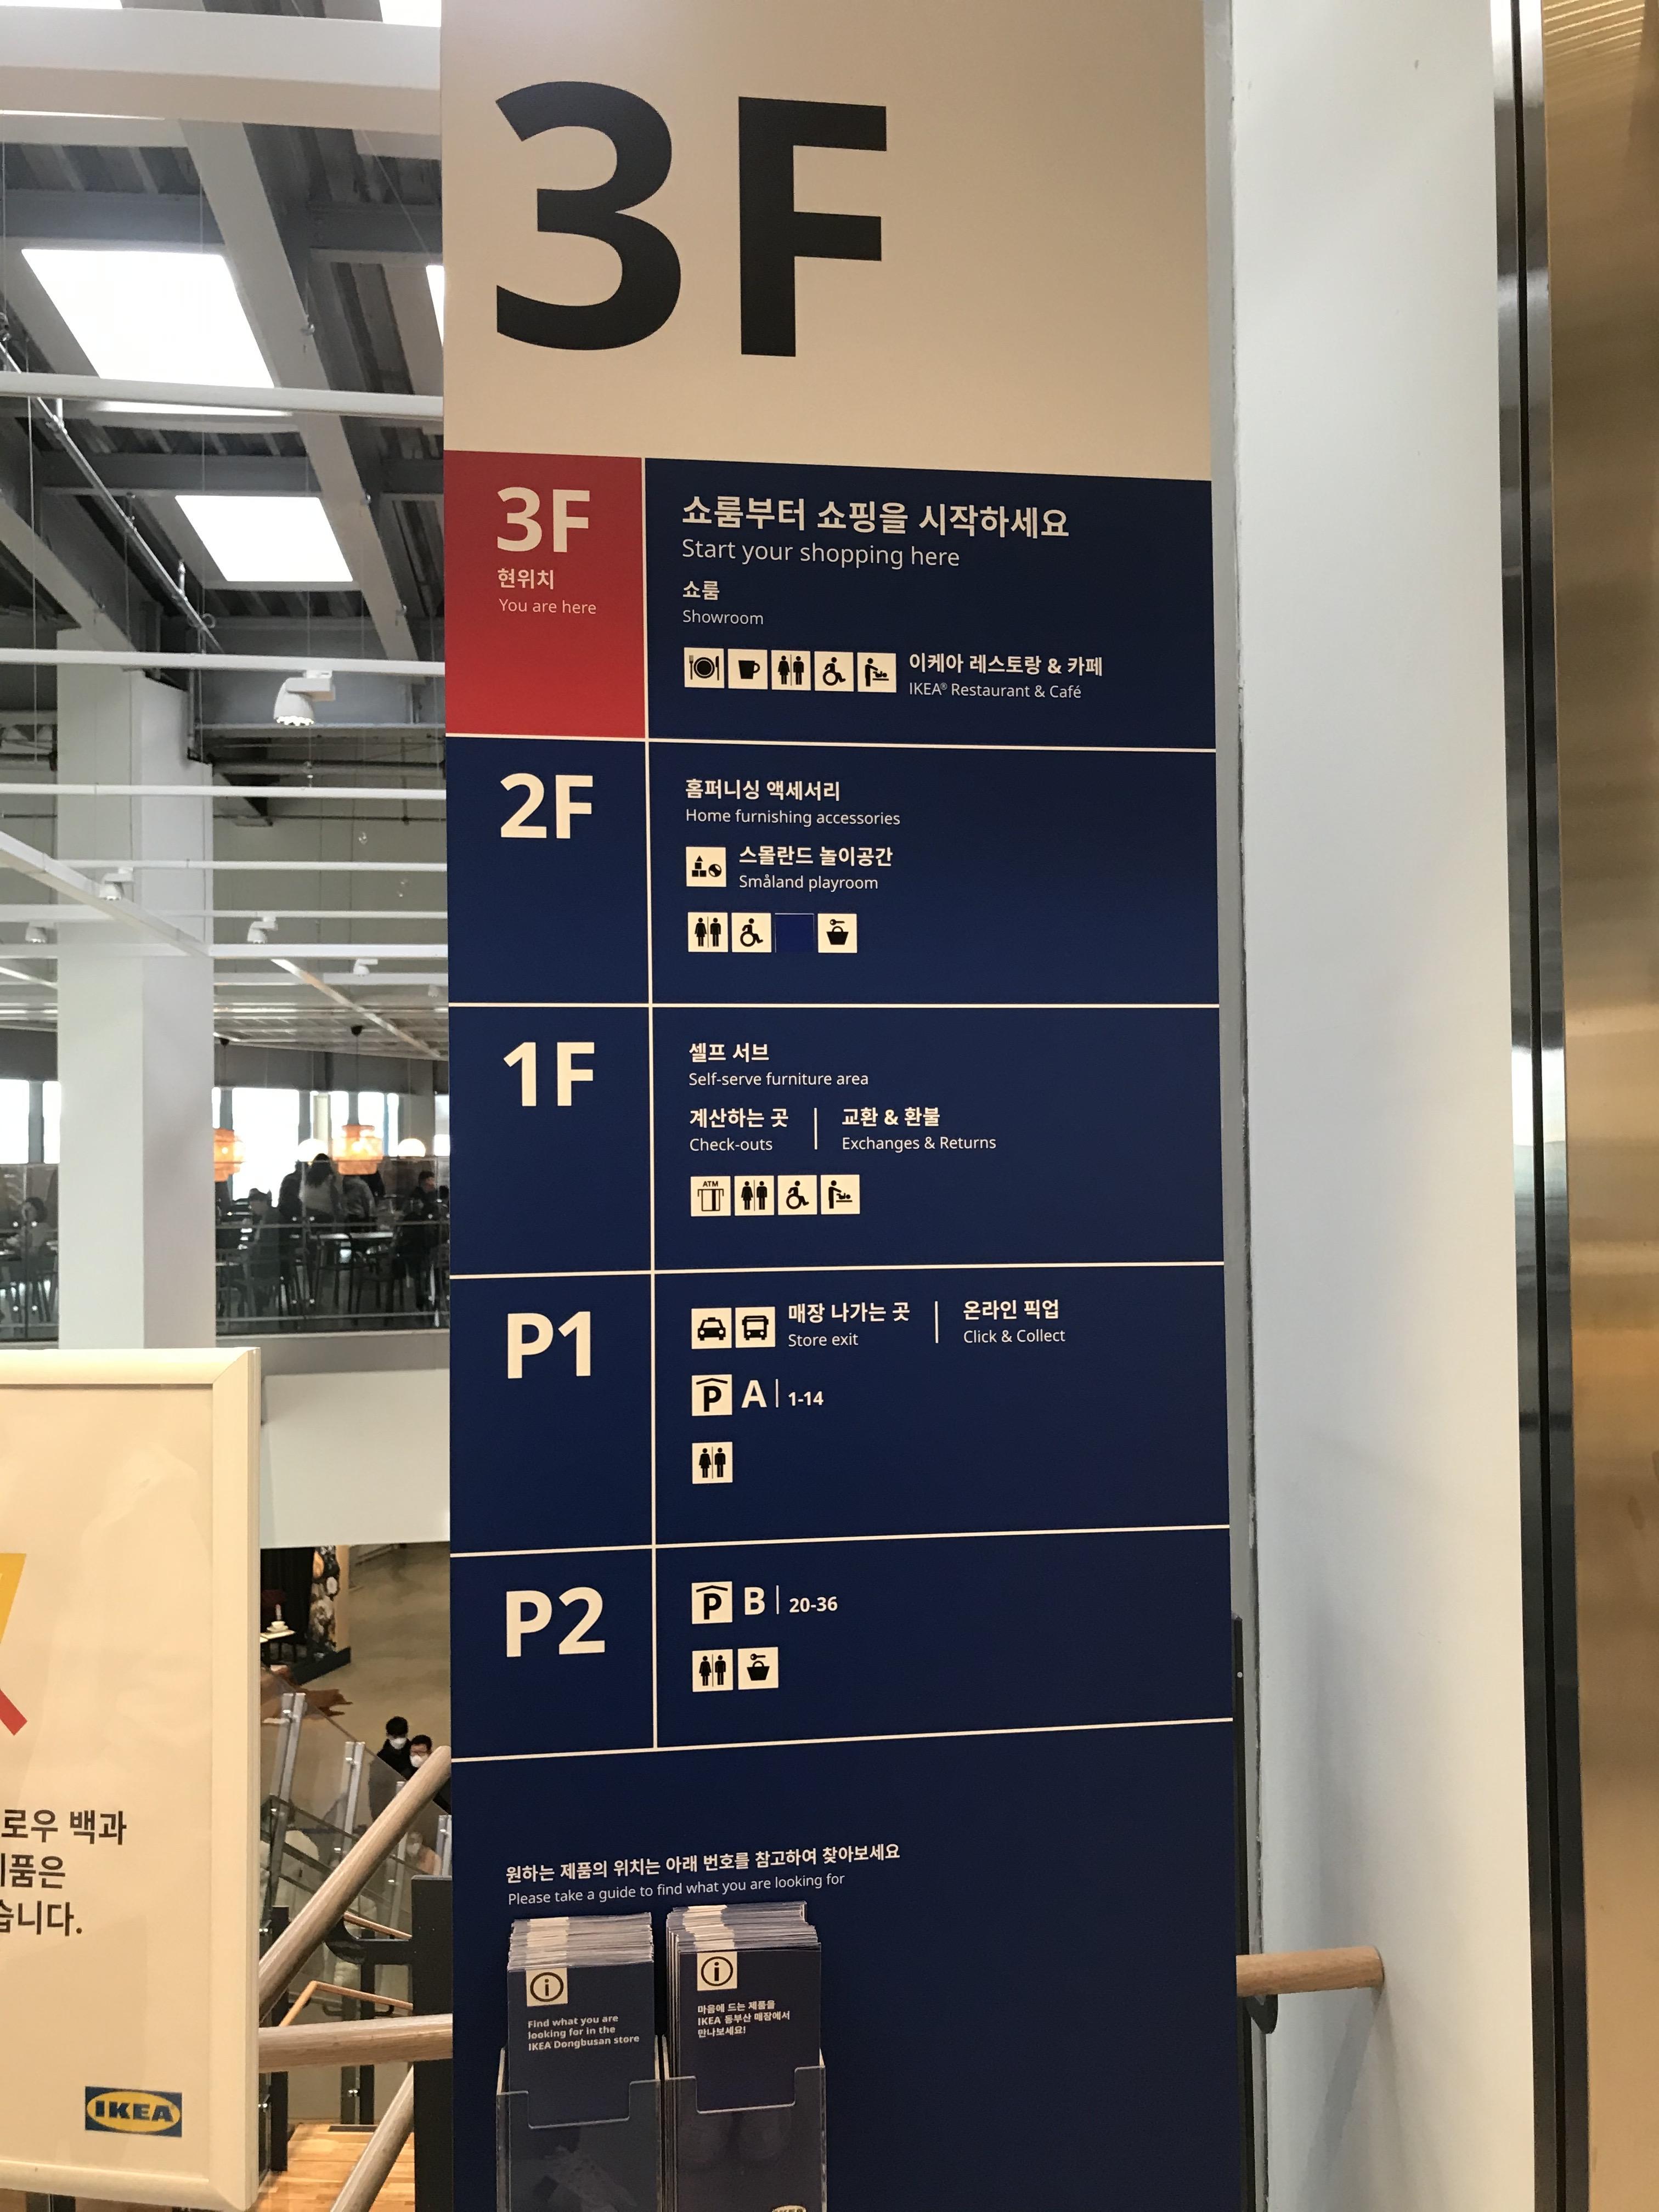 3F
3F
현위치
You are here
쇼룸부터 쇼핑을 시작하세요
Start your shopping here
쇼룸
Showroom
이케아 레스토랑 & 카페
IKEA® Restaurant & Café
2F
홈퍼니싱 액세서리
Home furnishing accessories
스몰란드 놀이공간
Småland playroom
1F
셀프 서브
Self-serve furniture area
계산하는 곳 | 교환 & 환불
Check-outs | Exchanges & Returns
ATM
P1
매장 나가는 곳 | 온라인 픽업
Store exit | Click & Collect
P A | 1-14
P2
P B | 20-36
원하는 제품의 위치는 아래 번호를 참고하여 찾아보세요
Please take a guide to find what you are looking for
i
Find what you are
looking for in the
IKEA Dongbusan store
i
마음에 드는 제품을
IKEA 동부산 매장에서
만나보세요!
로우 백과
품은
습니다.
IKEA